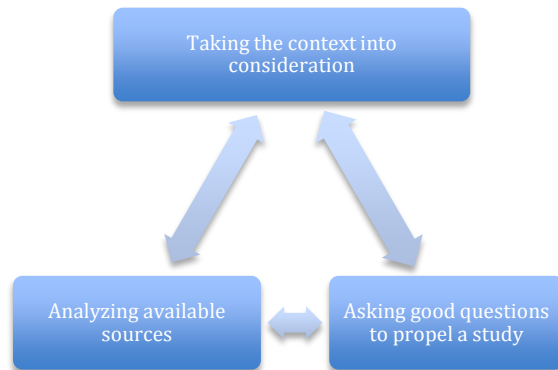 Taking the context into
consideration
Analyzing available
sources
Asking good questions
to propel a study